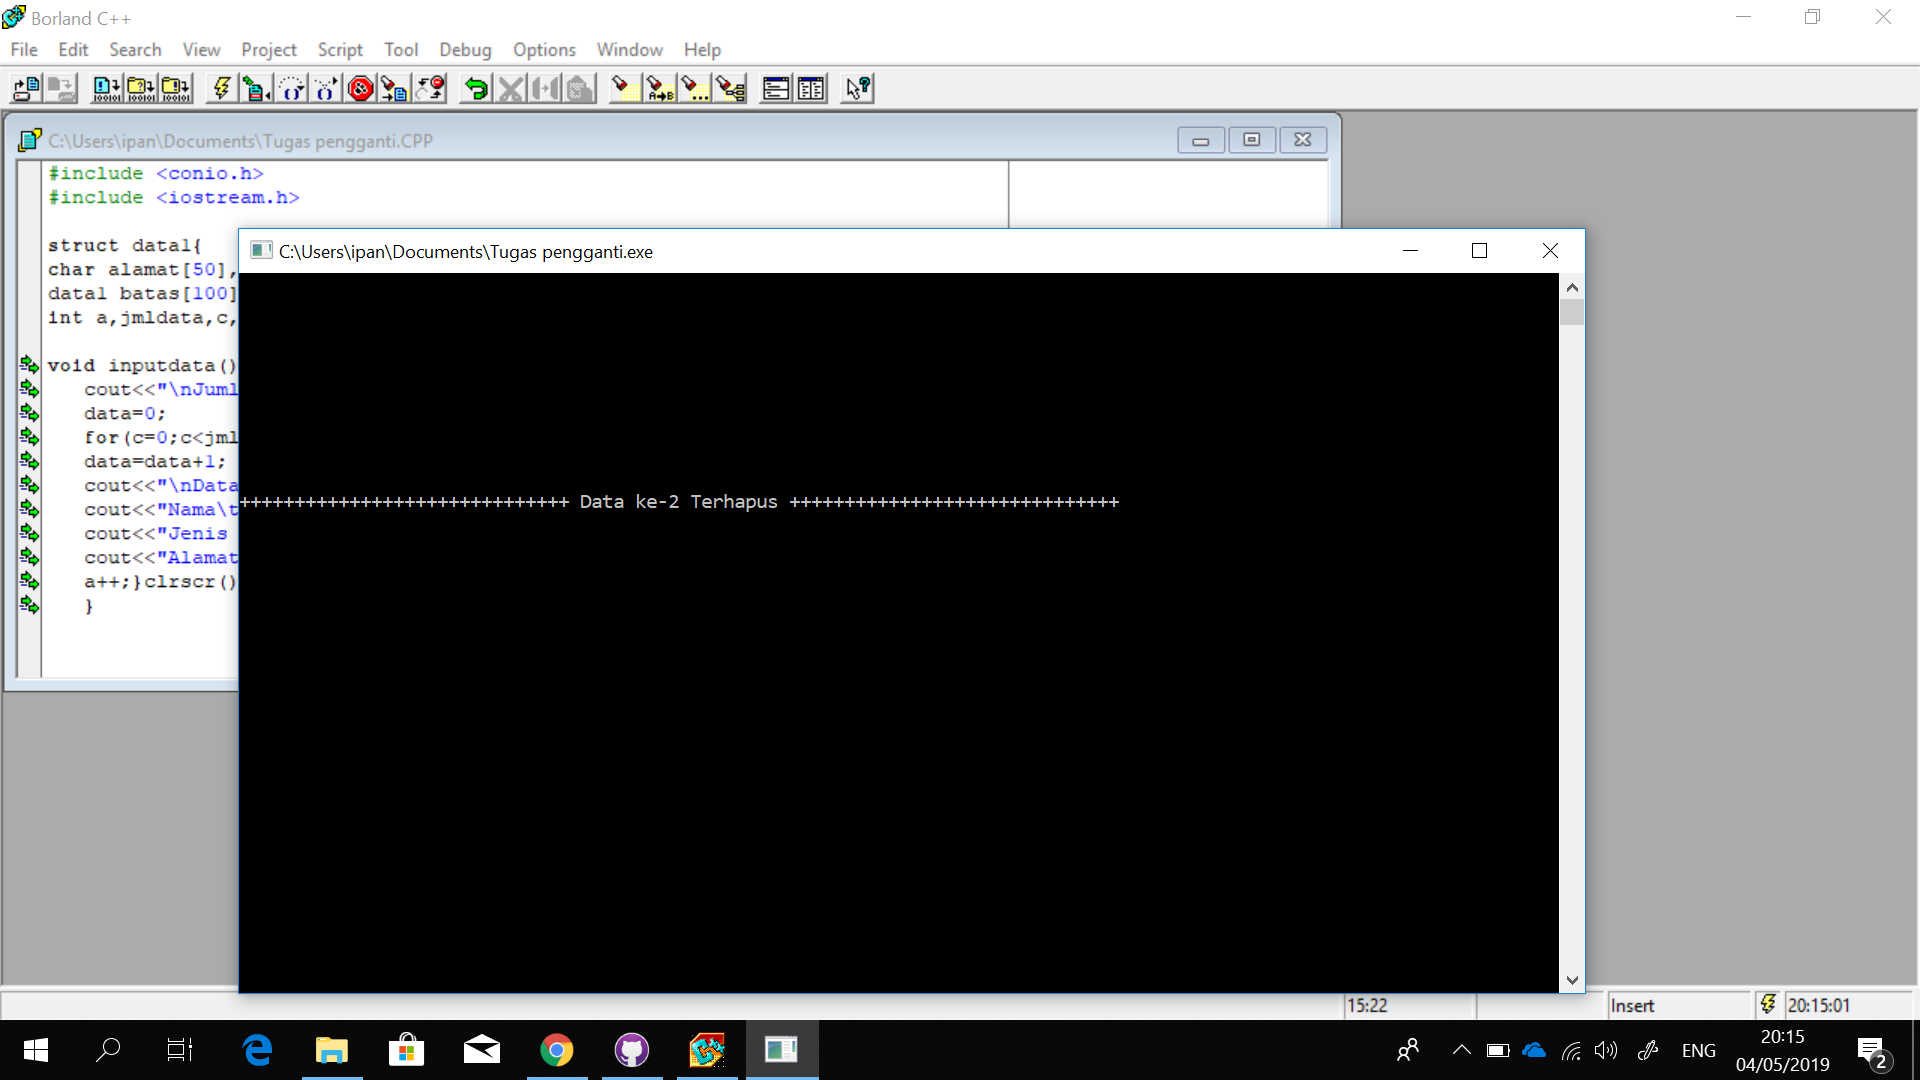 Borland C++
File Edit Search View Project Script Tool Debug Options Window Help
C:\Users\ipan\Documents\Tugas pengganti.CPP
#include <conio.h>
#include <iostream.h>
struct data1{
char alamat[50],
data1 batas[100]
int a,jmldata,c,
void inputdata()
cout<<"\nJuml
data=0;
for(c=0;c<jml
data=data+1;
cout<<"\nData
cout<<"Nama\t
cout<<"Jenis
cout<<"Alamat
a++;}clrscr()
}
C:\Users\ipan\Documents\Tugas pengganti.exe
++++++++++++++++++++++++++++++ Data ke-2 Terhapus ++++++++++++++++++++++++++++++
15:22 Insert 20:15:01
ENG
20:15
04/05/2019
2